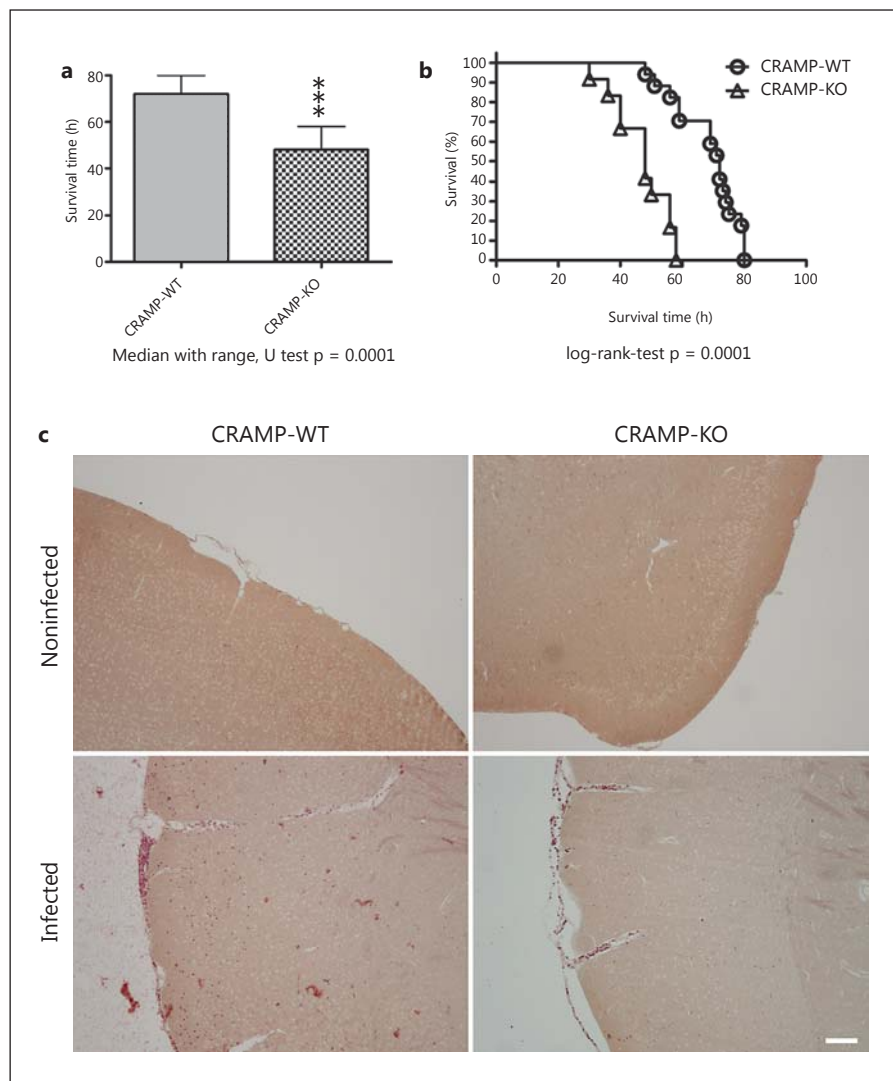 a
80
60
40
20
0
Survival time (h)
***
CRAMP-WT
CRAMP-KO
Median with range, U test p = 0.0001
b
100
90
80
70
60
50
40
30
20
10
0
Survival (%)
CRAMP-WT
CRAMP-KO
0 20 40 60 80 100
Survival time (h)
log-rank-test p = 0.0001
c
CRAMP-WT CRAMP-KO
Noninfected
Infected